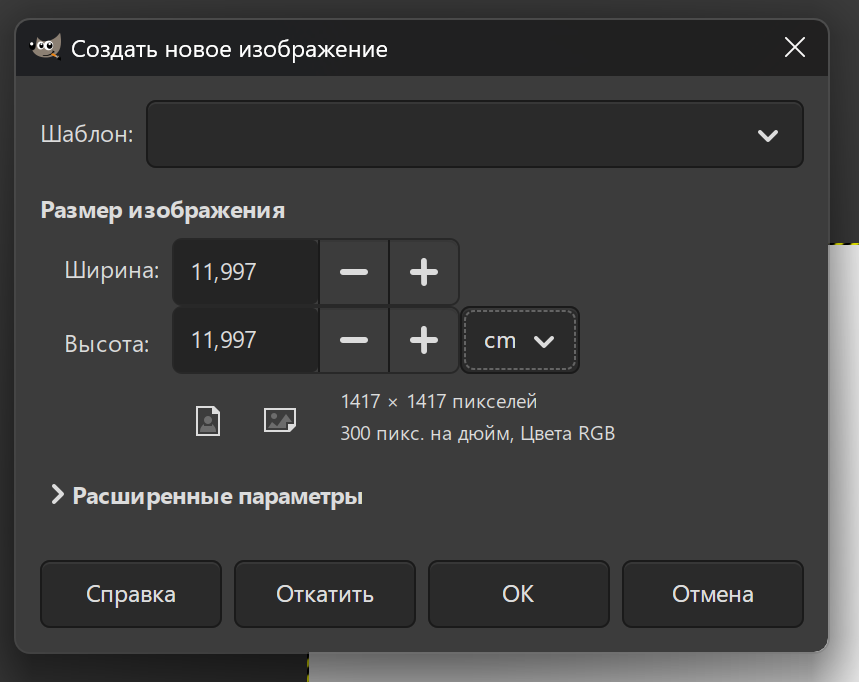 Создать новое изображение
Шаблон:
Размер изображения
Ширина: 11,997
Высота: 11,997 cm
1417 × 1417 пикселей
300 пикс. на дюйм, Цвета RGB
Расширенные параметры
Справка Откатить ОК Отмена